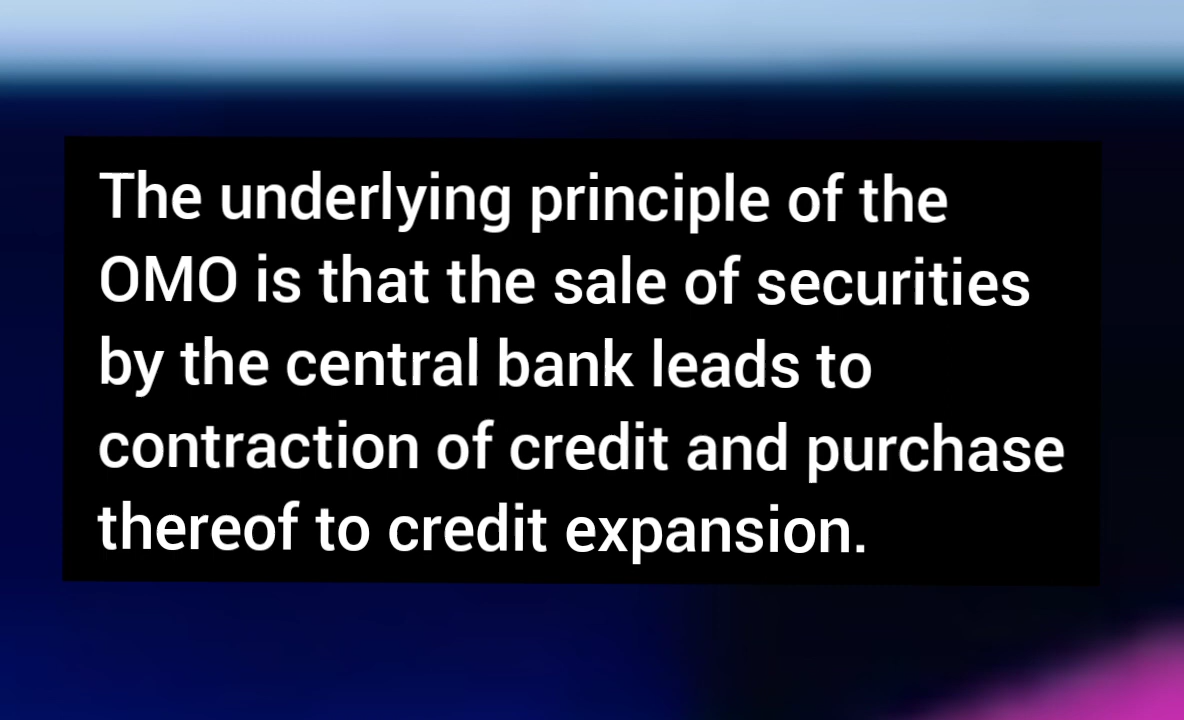 The underlying principle of the
OMO is that the sale of securities
by the central bank leads to
contraction of credit and purchase
thereof to credit expansion.